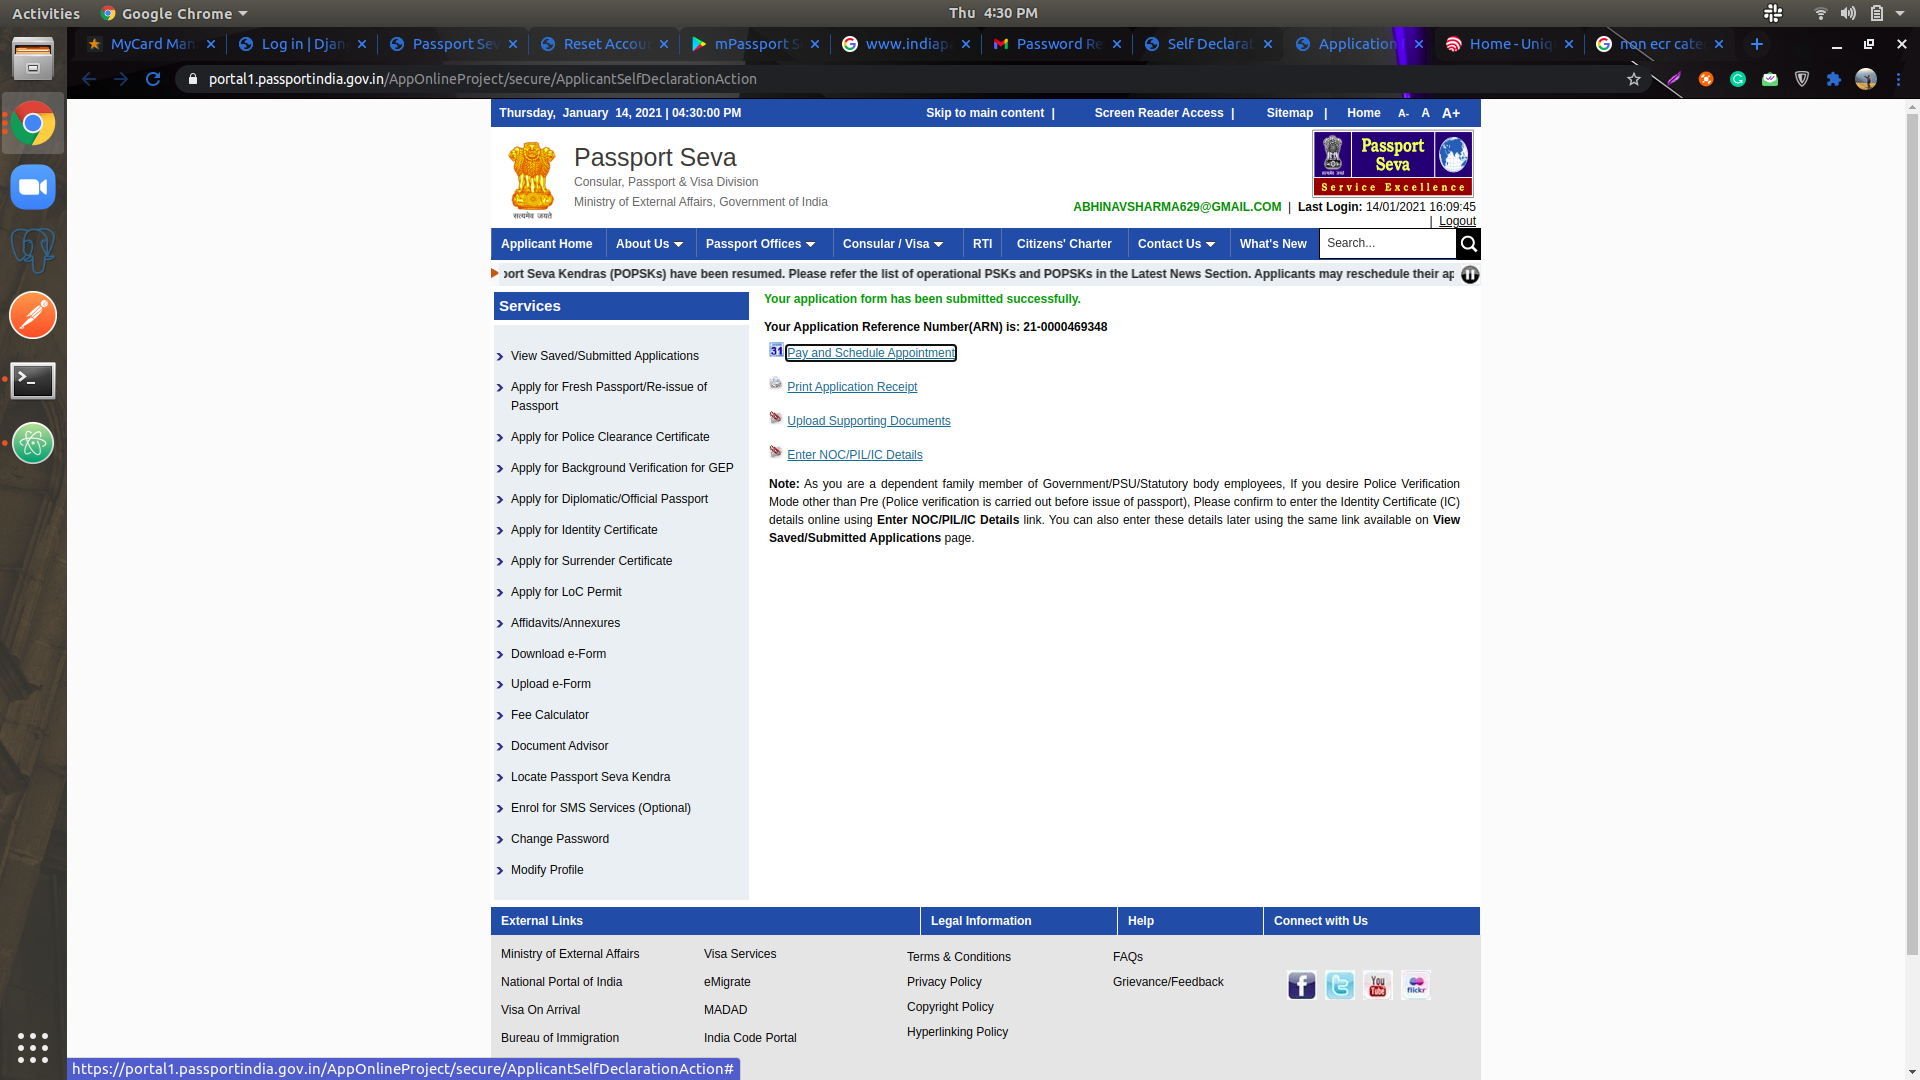 Activities
Google Chrome
Thu 4:30 PM
MyCard Man
Log in | Djan
Passport Sev
Reset Accou
mPassport S
www.indiapa
Password Re
Self Declarat
Application
Home - Uniq
non ecr cate
portal1.passportindia.gov.in/AppOnlineProject/secure/ApplicantSelfDeclarationAction
Thursday, January 14, 2021 | 04:30:00 PM
Skip to main content |
Screen Reader Access |
Sitemap |
Home
A-
A
A+
सत्यमेव जयते
Passport Seva
Consular, Passport & Visa Division
Ministry of External Affairs, Government of India
Passport
Seva
Service Excellence
ABHINAVSHARMA629@GMAIL.COM | Last Login: 14/01/2021 16:09:45
| Logout
Applicant Home
About Us
Passport Offices
Consular / Visa
RTI
Citizens' Charter
Contact Us
What's New
Search...
port Seva Kendras (POPSKs) have been resumed. Please refer the list of operational PSKs and POPSKs in the Latest News Section. Applicants may reschedule their ap
Services
View Saved/Submitted Applications
Apply for Fresh Passport/Re-issue of
Passport
Apply for Police Clearance Certificate
Apply for Background Verification for GEP
Apply for Diplomatic/Official Passport
Apply for Identity Certificate
Apply for Surrender Certificate
Apply for LoC Permit
Affidavits/Annexures
Download e-Form
Upload e-Form
Fee Calculator
Document Advisor
Locate Passport Seva Kendra
Enrol for SMS Services (Optional)
Change Password
Modify Profile
Your application form has been submitted successfully.
Your Application Reference Number(ARN) is: 21-0000469348
31 Pay and Schedule Appointment
Print Application Receipt
Upload Supporting Documents
Enter NOC/PIL/IC Details
Note: As you are a dependent family member of Government/PSU/Statutory body employees, If you desire Police Verification
Mode other than Pre (Police verification is carried out before issue of passport), Please confirm to enter the Identity Certificate (IC)
details online using Enter NOC/PIL/IC Details link. You can also enter these details later using the same link available on View
Saved/Submitted Applications page.
External Links
Ministry of External Affairs
National Portal of India
Visa On Arrival
Bureau of Immigration
Visa Services
eMigrate
MADAD
India Code Portal
Legal Information
Terms & Conditions
Privacy Policy
Copyright Policy
Hyperlinking Policy
Help
FAQs
Grievance/Feedback
Connect with Us
You
Tube
flickr
https://portal1.passportindia.gov.in/AppOnlineProject/secure/ApplicantSelfDeclarationAction#